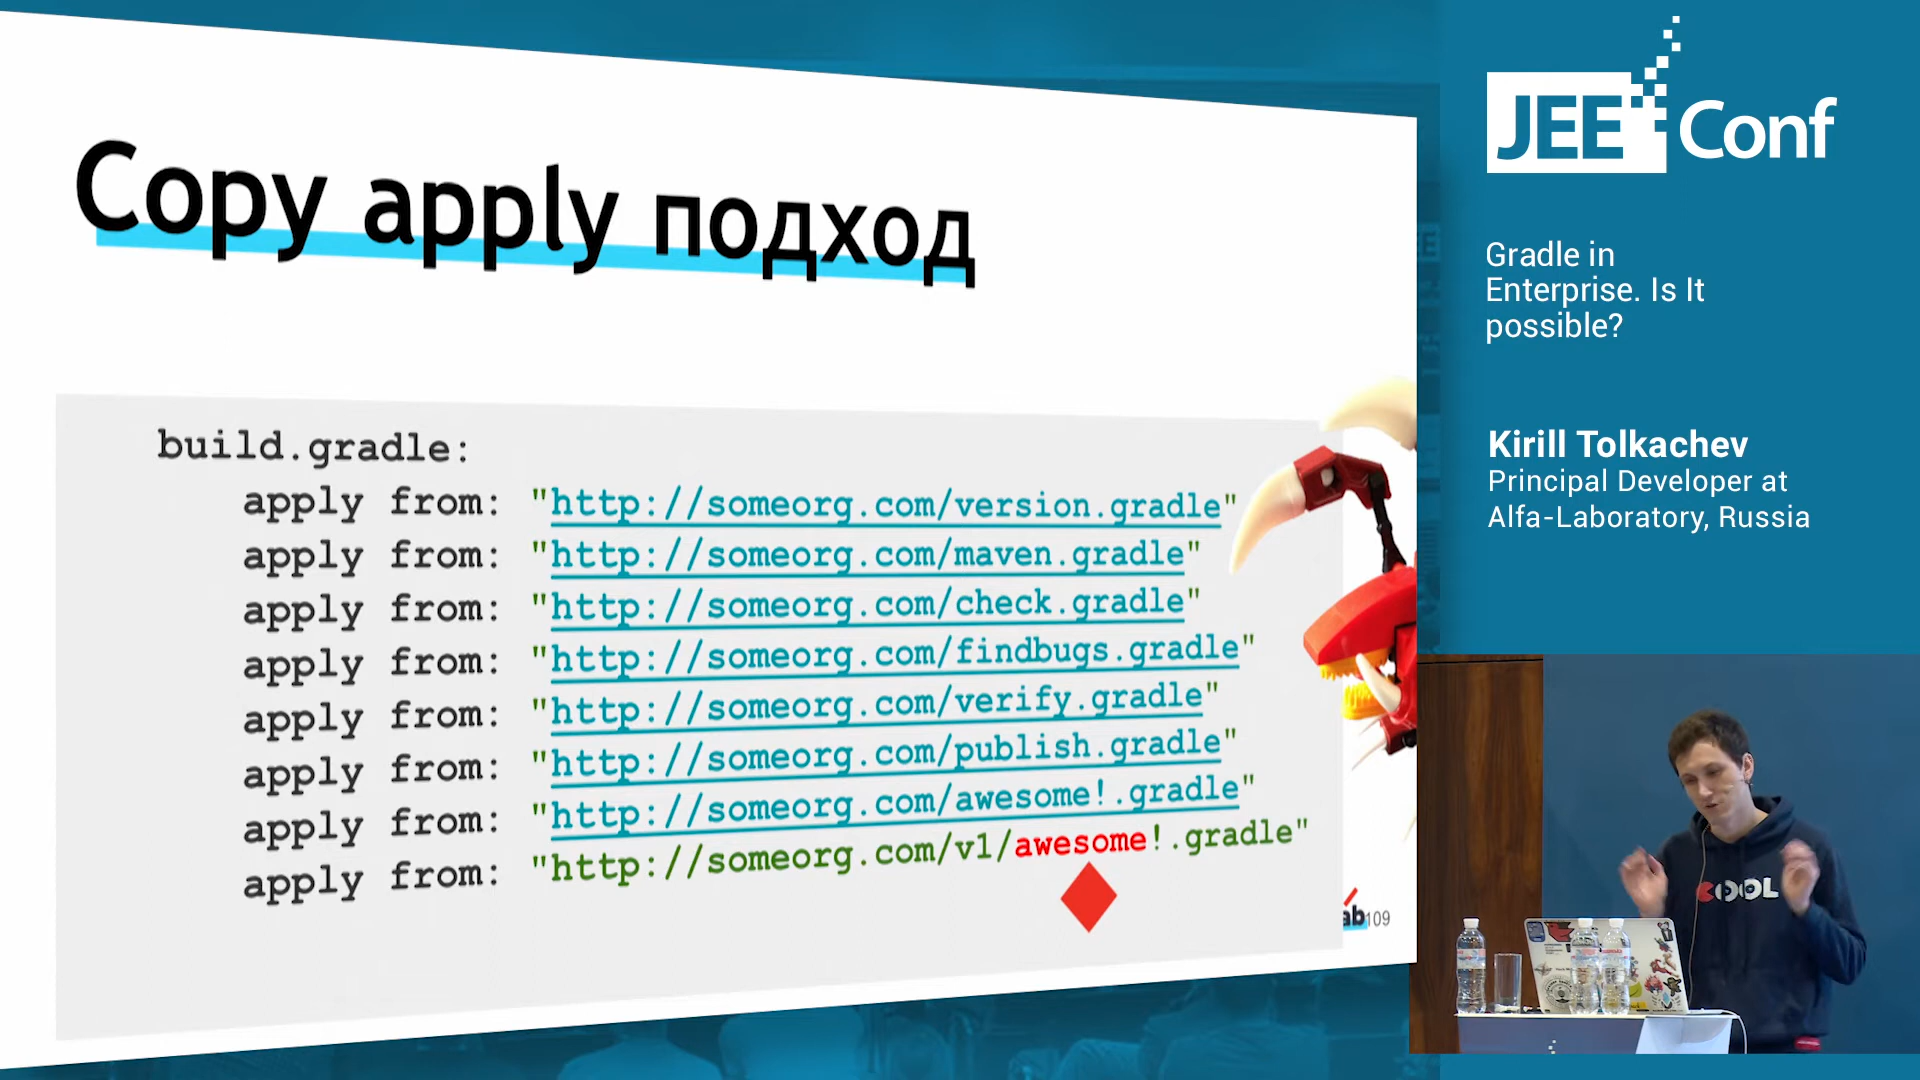 Copy apply подход
build.gradle:
apply from: "http://someorg.com/version.gradle"
apply from: "http://someorg.com/maven.gradle"
apply from: "http://someorg.com/check.gradle"
apply from: "http://someorg.com/findbugs.gradle"
apply from: "http://someorg.com/verify.gradle"
apply from: "http://someorg.com/publish.gradle"
apply from: "http://someorg.com/awesome!.gradle"
apply from: "http://someorg.com/v1/awesome!.gradle"
ab 109
JEE Conf
Gradle in
Enterprise. Is It
possible?
Kirill Tolkachev
Principal Developer at
Alfa-Laboratory, Russia
COOL